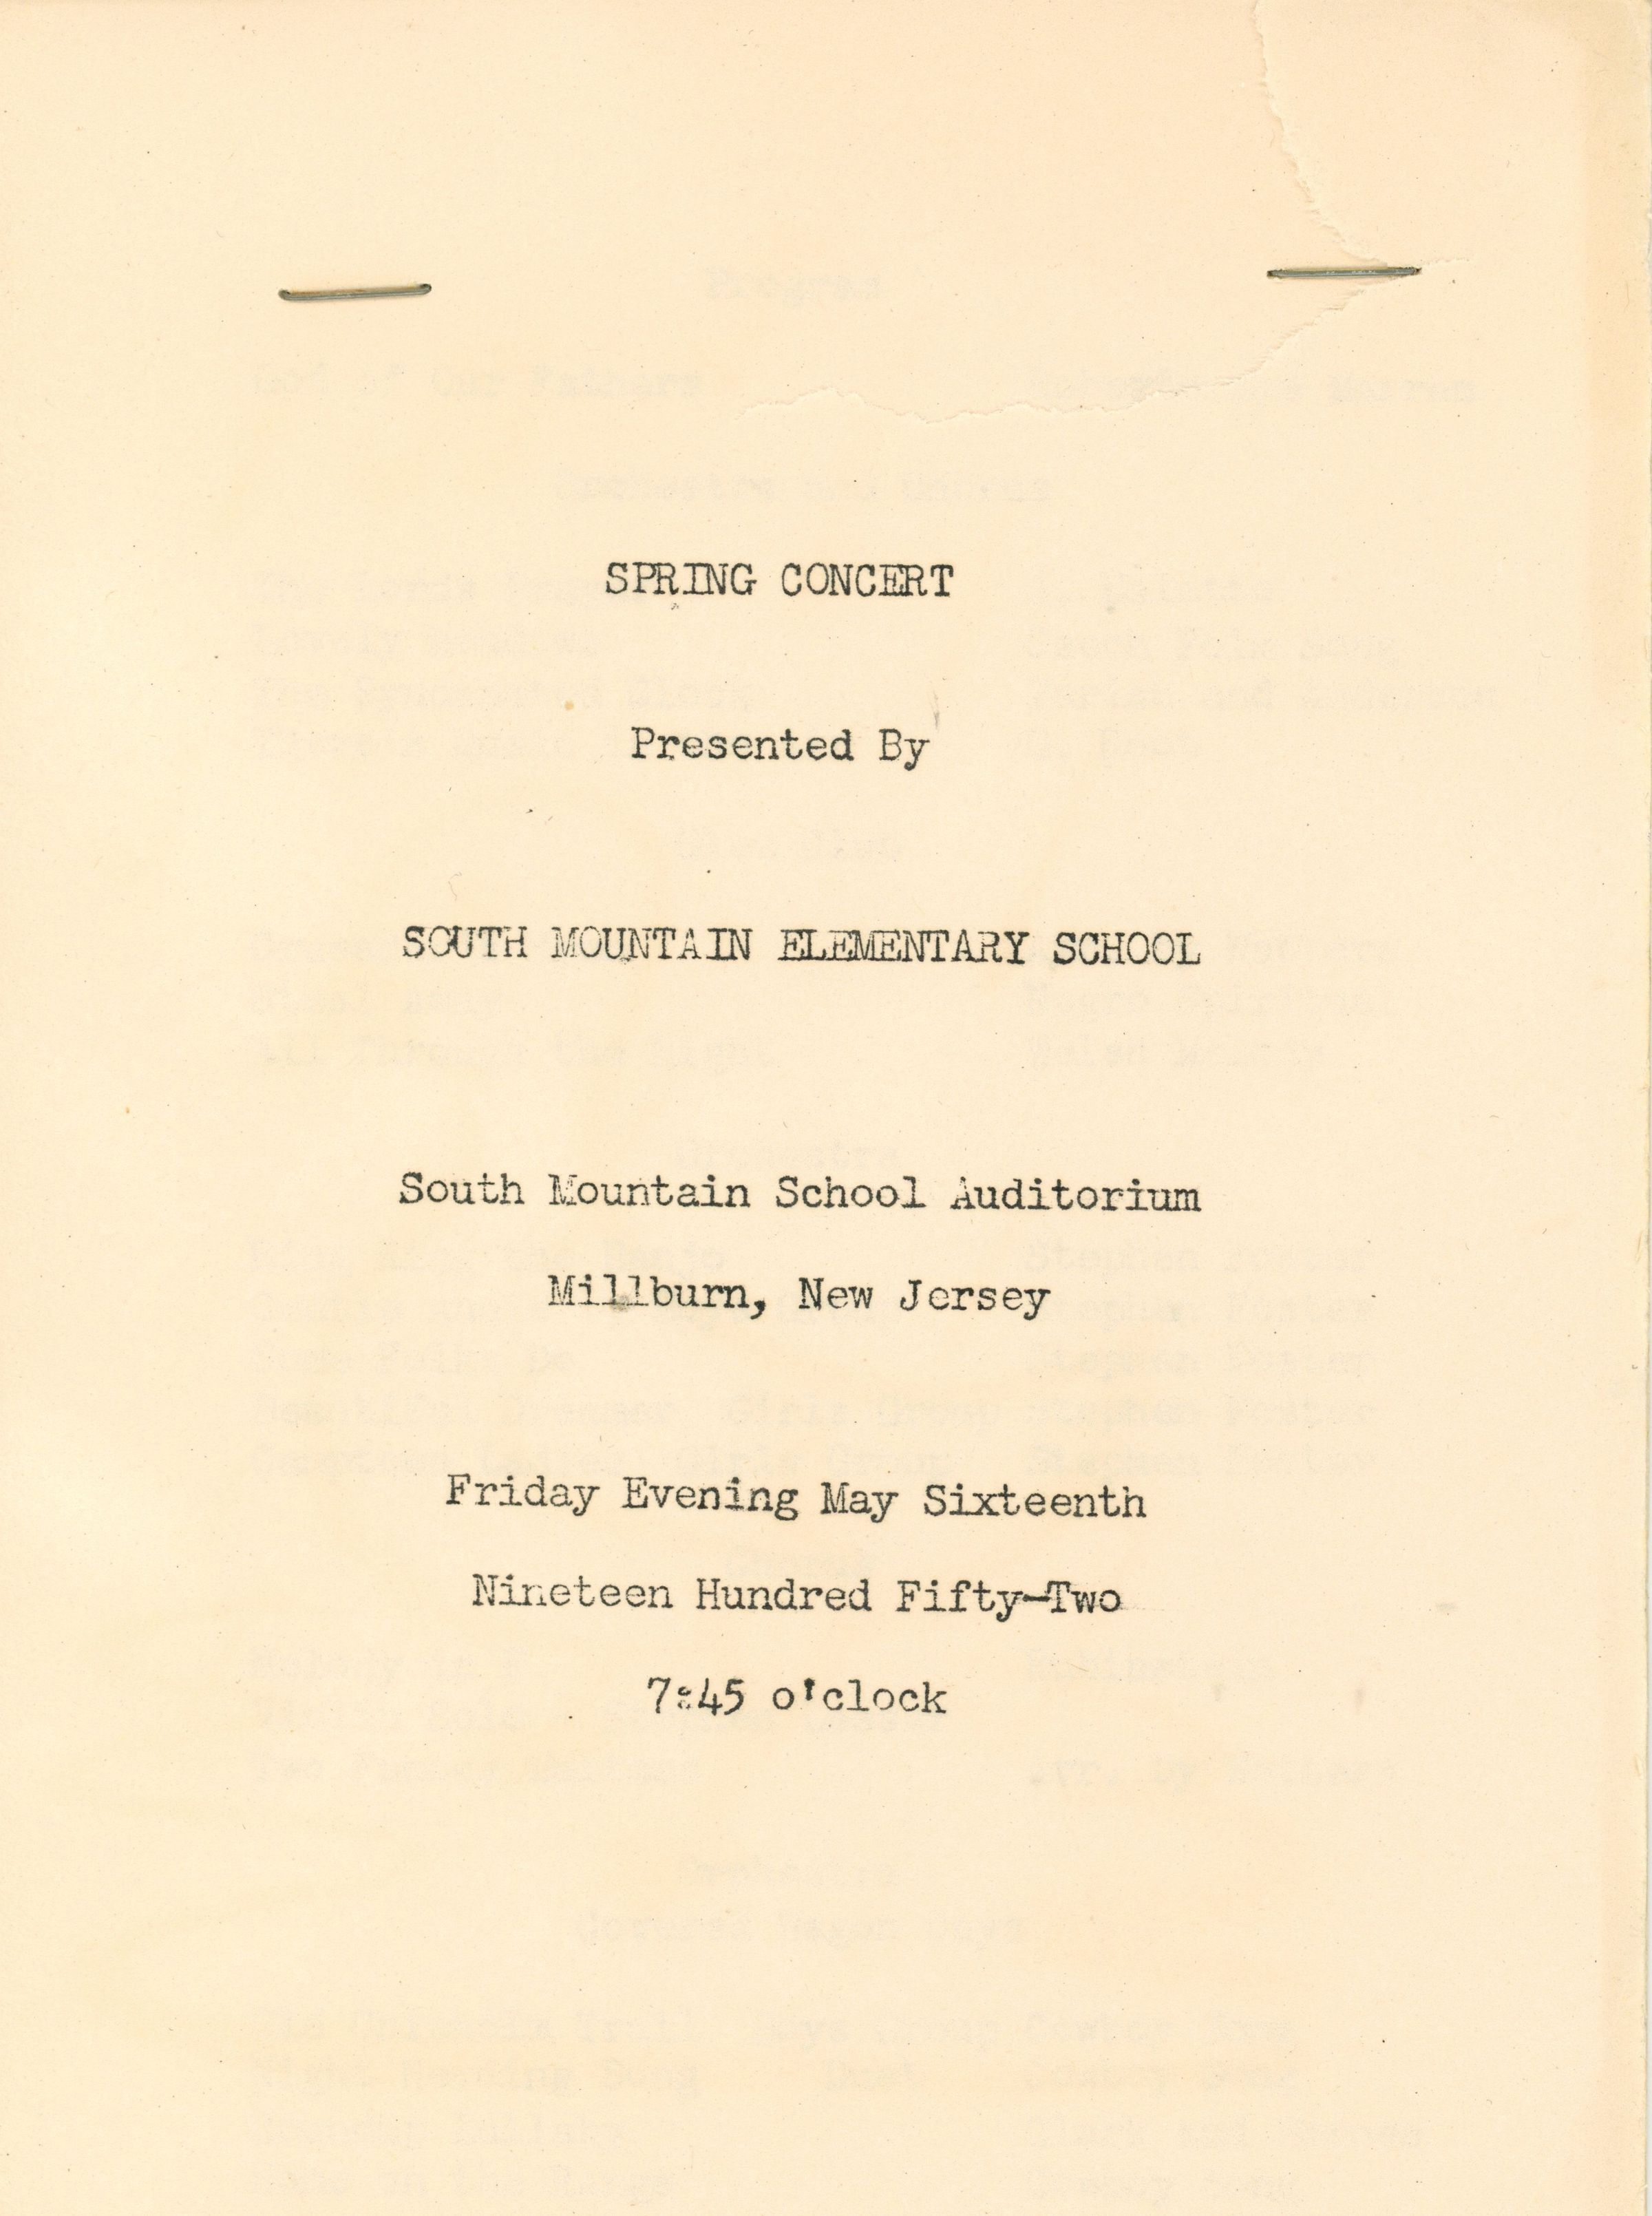 SPRING CONCERT
Presented By
SOUTH MOUNTAIN ELEMENTARY SCHOOL
South Mountain School Auditorium
Millburn, New Jersey
Friday Evening May Sixteenth
Nineteen Hundred Fifty-Two
7:45 o'clock